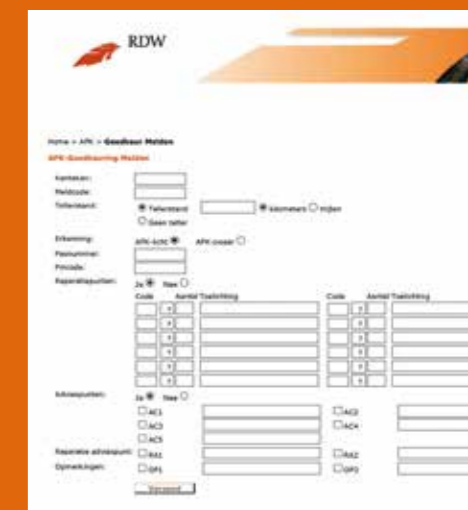 RDW
Home > APK > Goedkeur Melden
APK-Goedkeuring Melden
Kenteken:
Meldcode:
Tellerstand: Tellerstand kilometers mijlen
Geen teller
Erkenning: APK-licht APK-zwaar
Pasnummer:
Pincode:
Reparatiepunten: Ja Nee
Code Aantal Toelichting Code Aantal Toelichting
Adviespunten: Ja Nee
AC1 AC2
AC3 AC4
AC5
Reparatie adviespunt: RA1 RA2
Opmerkingen: OP1 OP2
Verzend